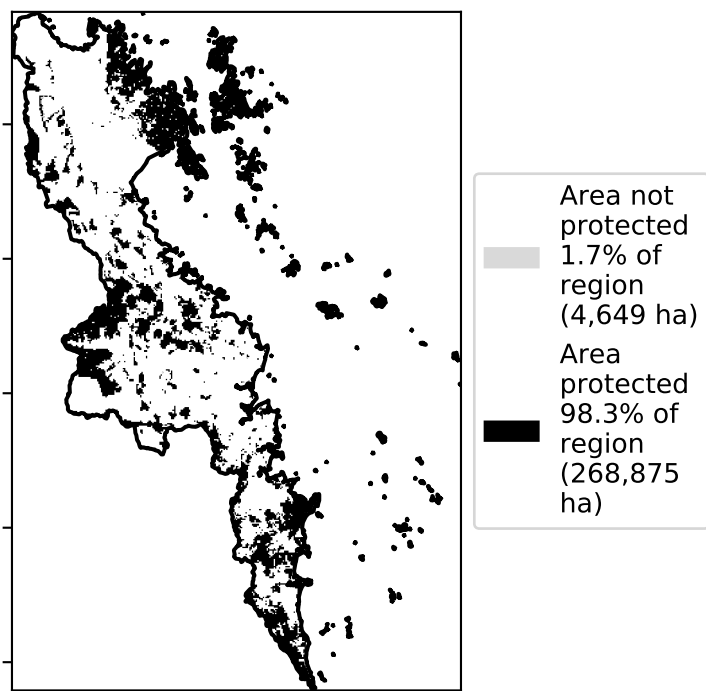 Area not
protected
1.7% of
region
(4,649 ha)
Area
protected
98.3% of
region
(268,875
ha)